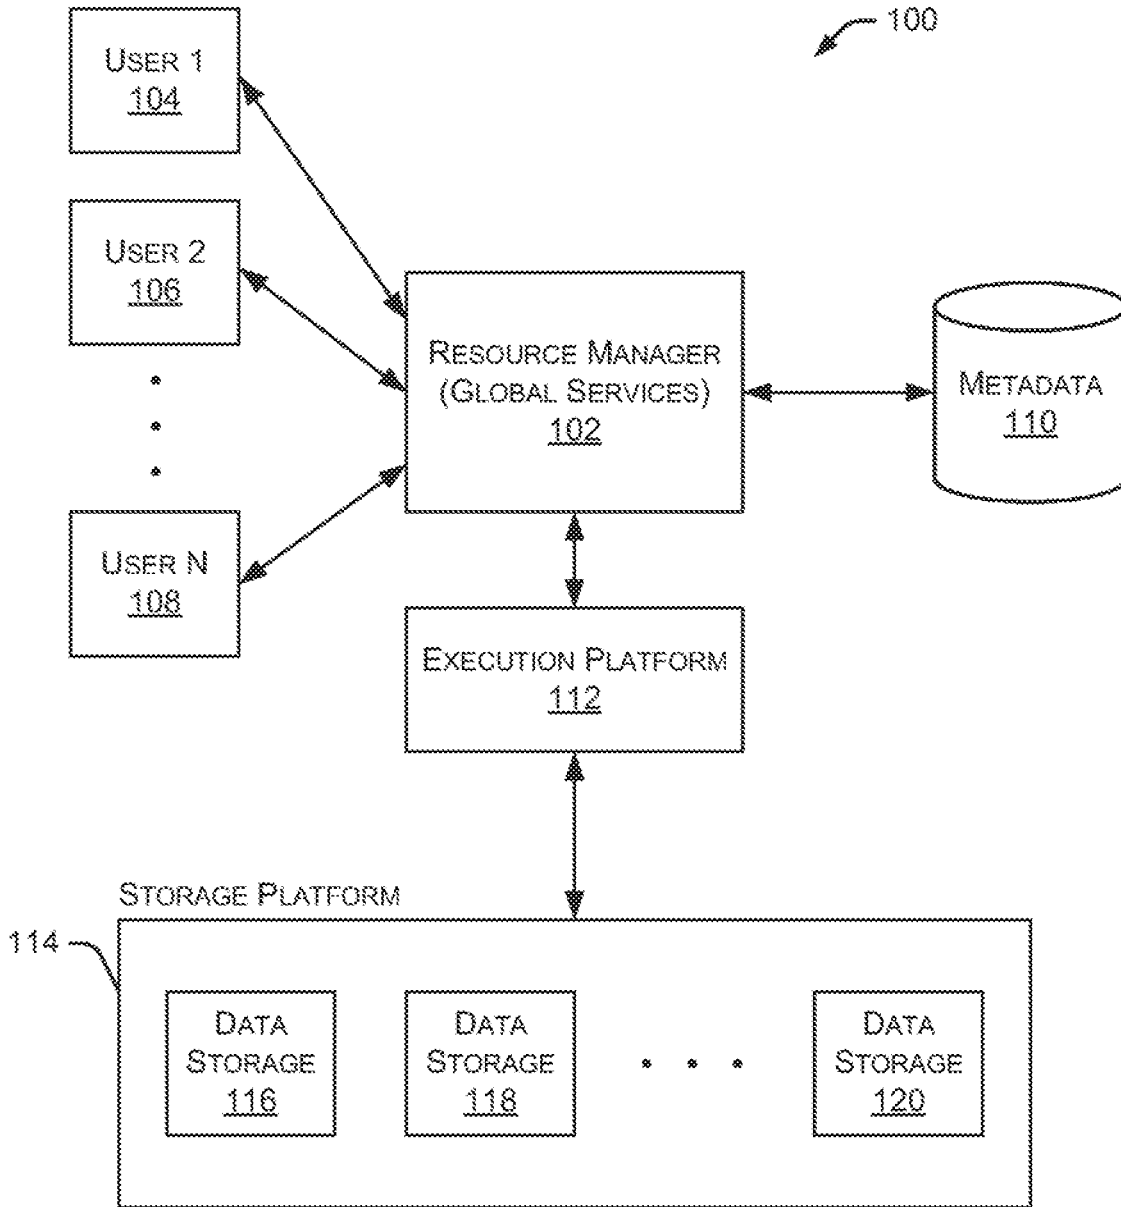 100
USER 1
104
USER 2
106
USER N
108
RESOURCE MANAGER
(GLOBAL SERVICES)
102
METADATA
110
EXECUTION PLATFORM
112
STORAGE PLATFORM
114
DATA
STORAGE
116
DATA
STORAGE
118
DATA
STORAGE
120